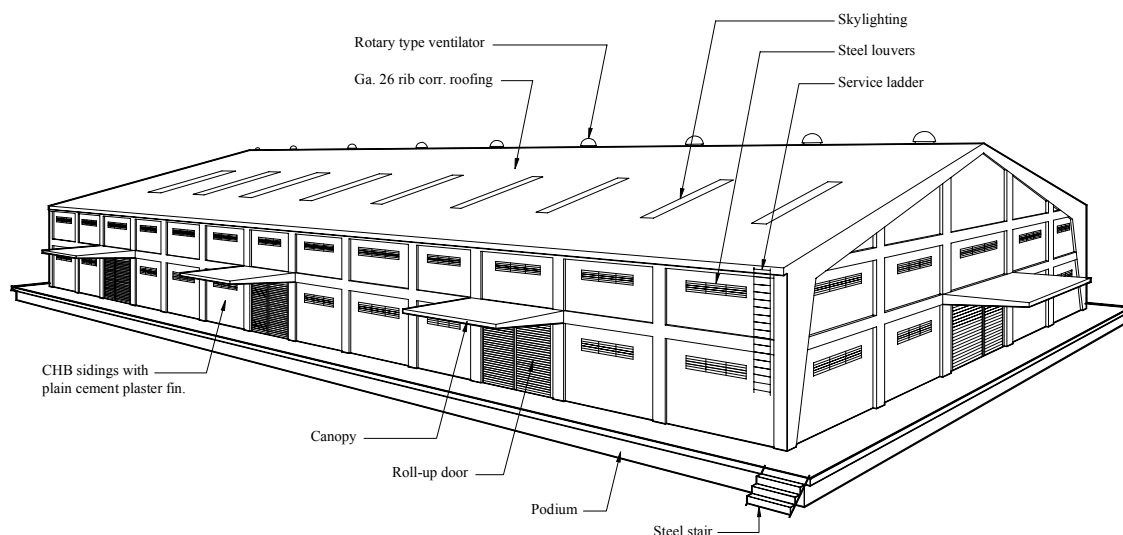 Skylighting
Rotary type ventilator
Steel louvers
Ga. 26 rib corr. roofing
Service ladder
CHB sidings with
plain cement plaster fin.
Canopy
Roll-up door
Podium
Steel stair